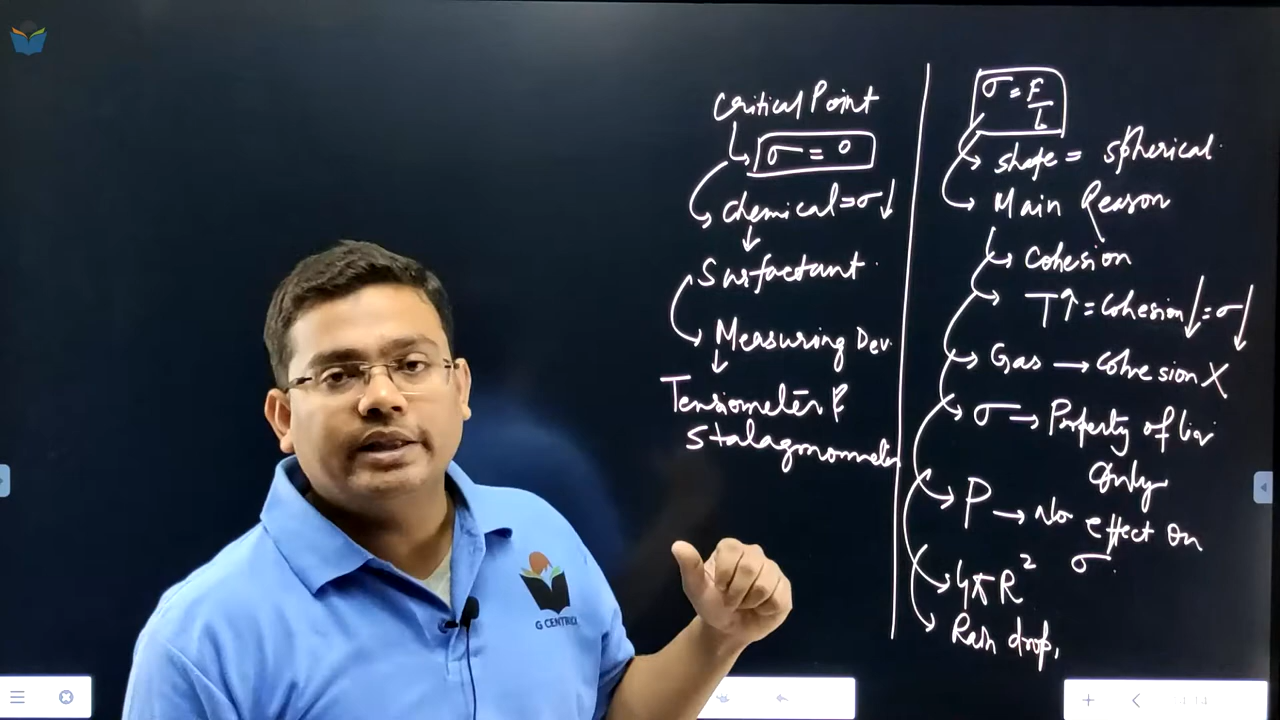 Critical Point
σ = 0
chemical = σ↓
↓
Surfactant
Measuring Dev.
↓
Tensiometer &
Stalagmometer
σ = F/L
shape = spherical.
Main Reason
Cohesion
T↑ = Cohesion↓ = σ↓
Gas → Cohesion X
σ → Property of liq
Only
P → No effect on
σ.
4πR²
Rain drop,
G CENTRICK